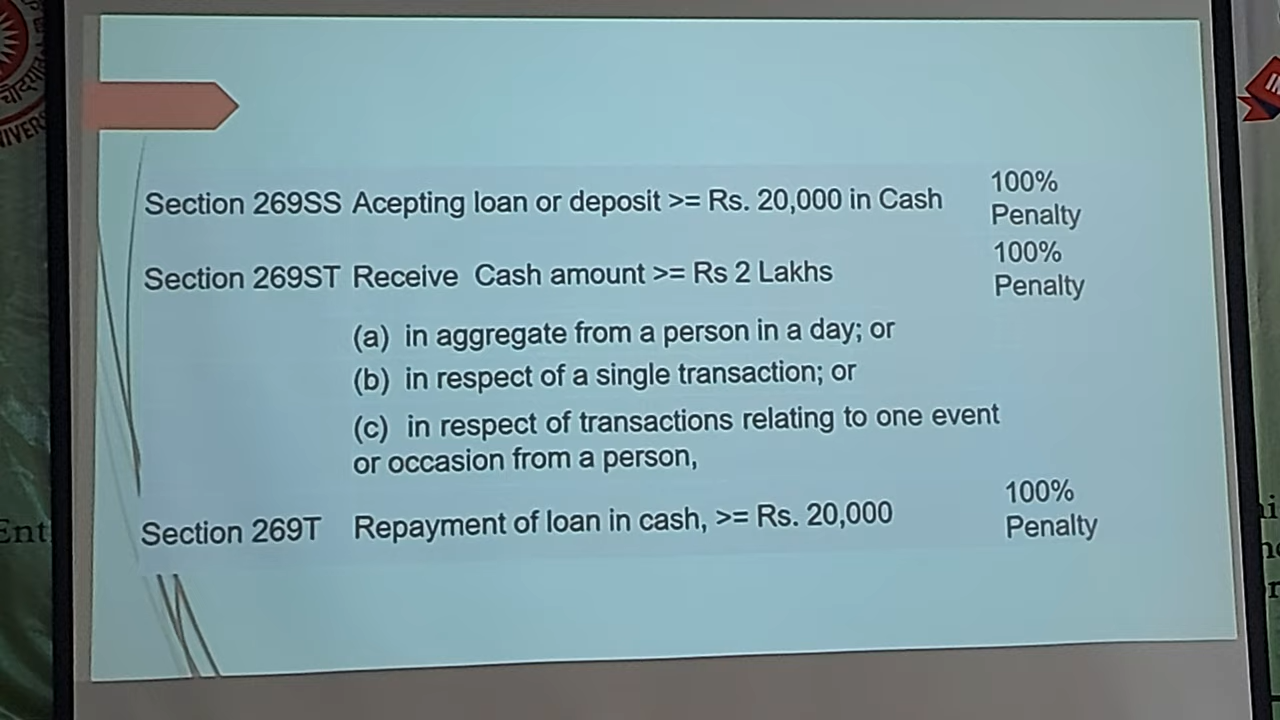 Section 269SS Acepting loan or deposit >= Rs. 20,000 in Cash 100% Penalty
Section 269ST Receive Cash amount >= Rs 2 Lakhs 100% Penalty
(a) in aggregate from a person in a day; or
(b) in respect of a single transaction; or
(c) in respect of transactions relating to one event
or occasion from a person,
Section 269T Repayment of loan in cash, >= Rs. 20,000 100% Penalty